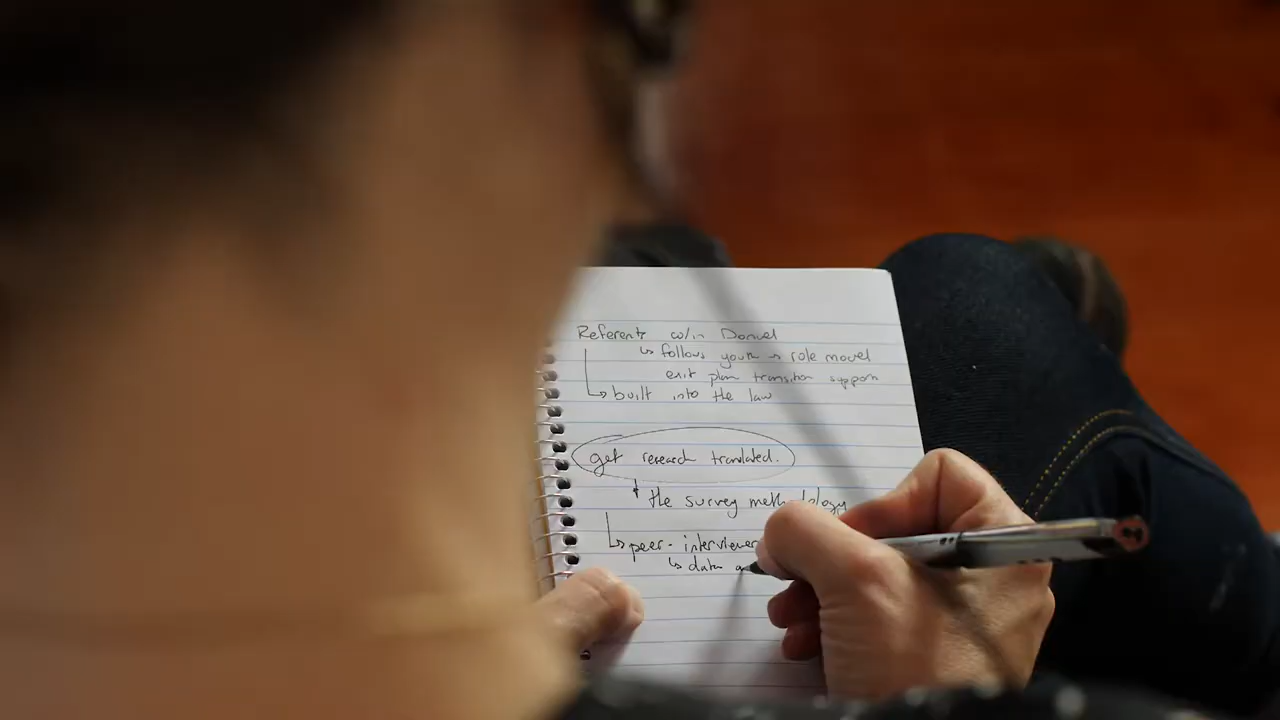 Referents w/in
↳ follows youth → role model
exit plan transition support
↳ built into the law
get research translated.
the survey methodology
↳ peer-interviewer
↳ data